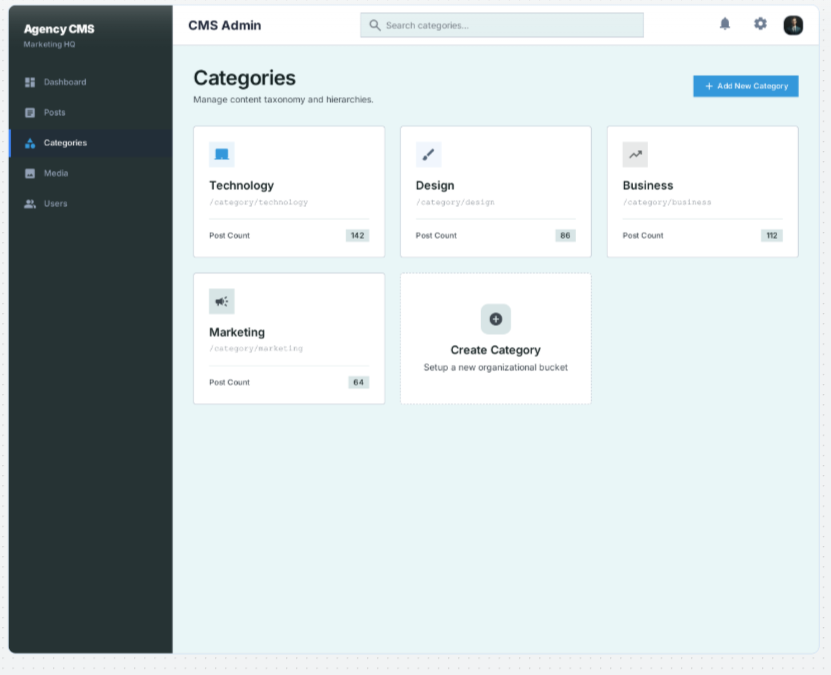 Agency CMS
Marketing HQ
Dashboard
Posts
Categories
Media
Users
CMS Admin
Search categories...
Categories
Manage content taxonomy and hierarchies.
+ Add New Category
Technology
/category/technology
Post Count 142
Design
/category/design
Post Count 86
Business
/category/business
Post Count 112
Marketing
/category/marketing
Post Count 64
Create Category
Setup a new organizational bucket